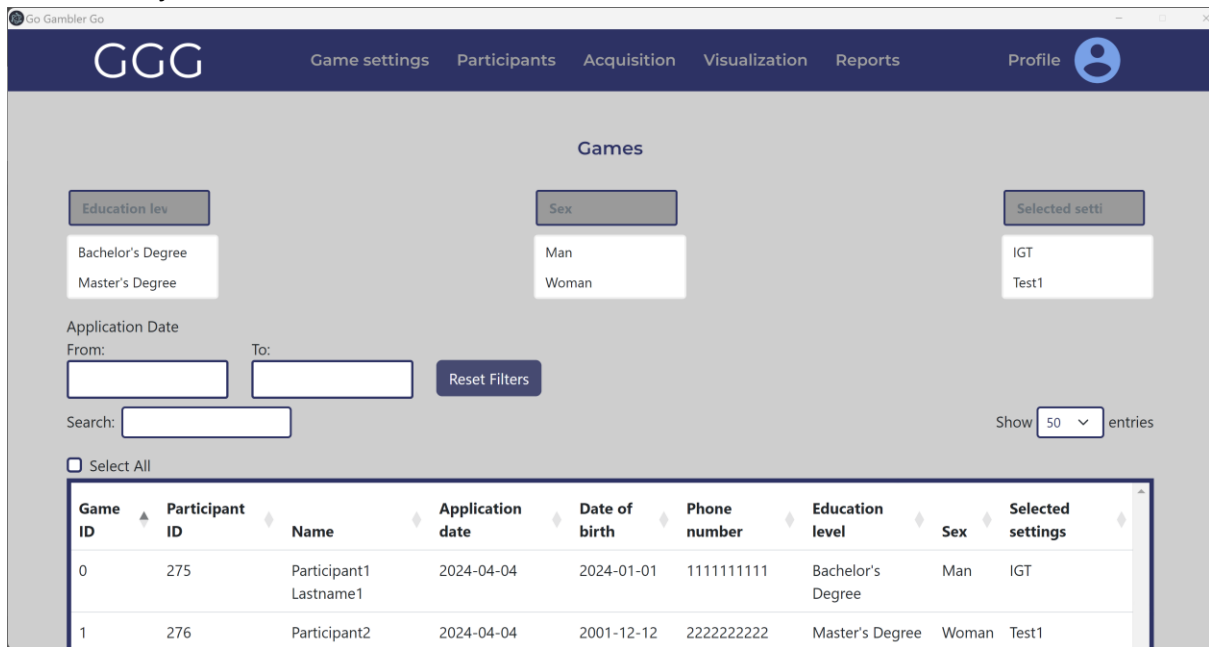 Go Gambler Go
GGG Game settings Participants Acquisition Visualization Reports Profile
Games
Education lev Sex Selected setti
Bachelor's Degree Man IGT
Master's Degree Woman Test1
Application Date
From: To:
Reset Filters
Search: Show 50 entries
Select All
Game ID Participant ID Name Application date Date of birth Phone number Education level Sex Selected settings
0 275 Participant1 Lastname1 2024-04-04 2024-01-01 1111111111 Bachelor's Degree Man IGT
1 276 Participant2 2024-04-04 2001-12-12 2222222222 Master's Degree Woman Test1